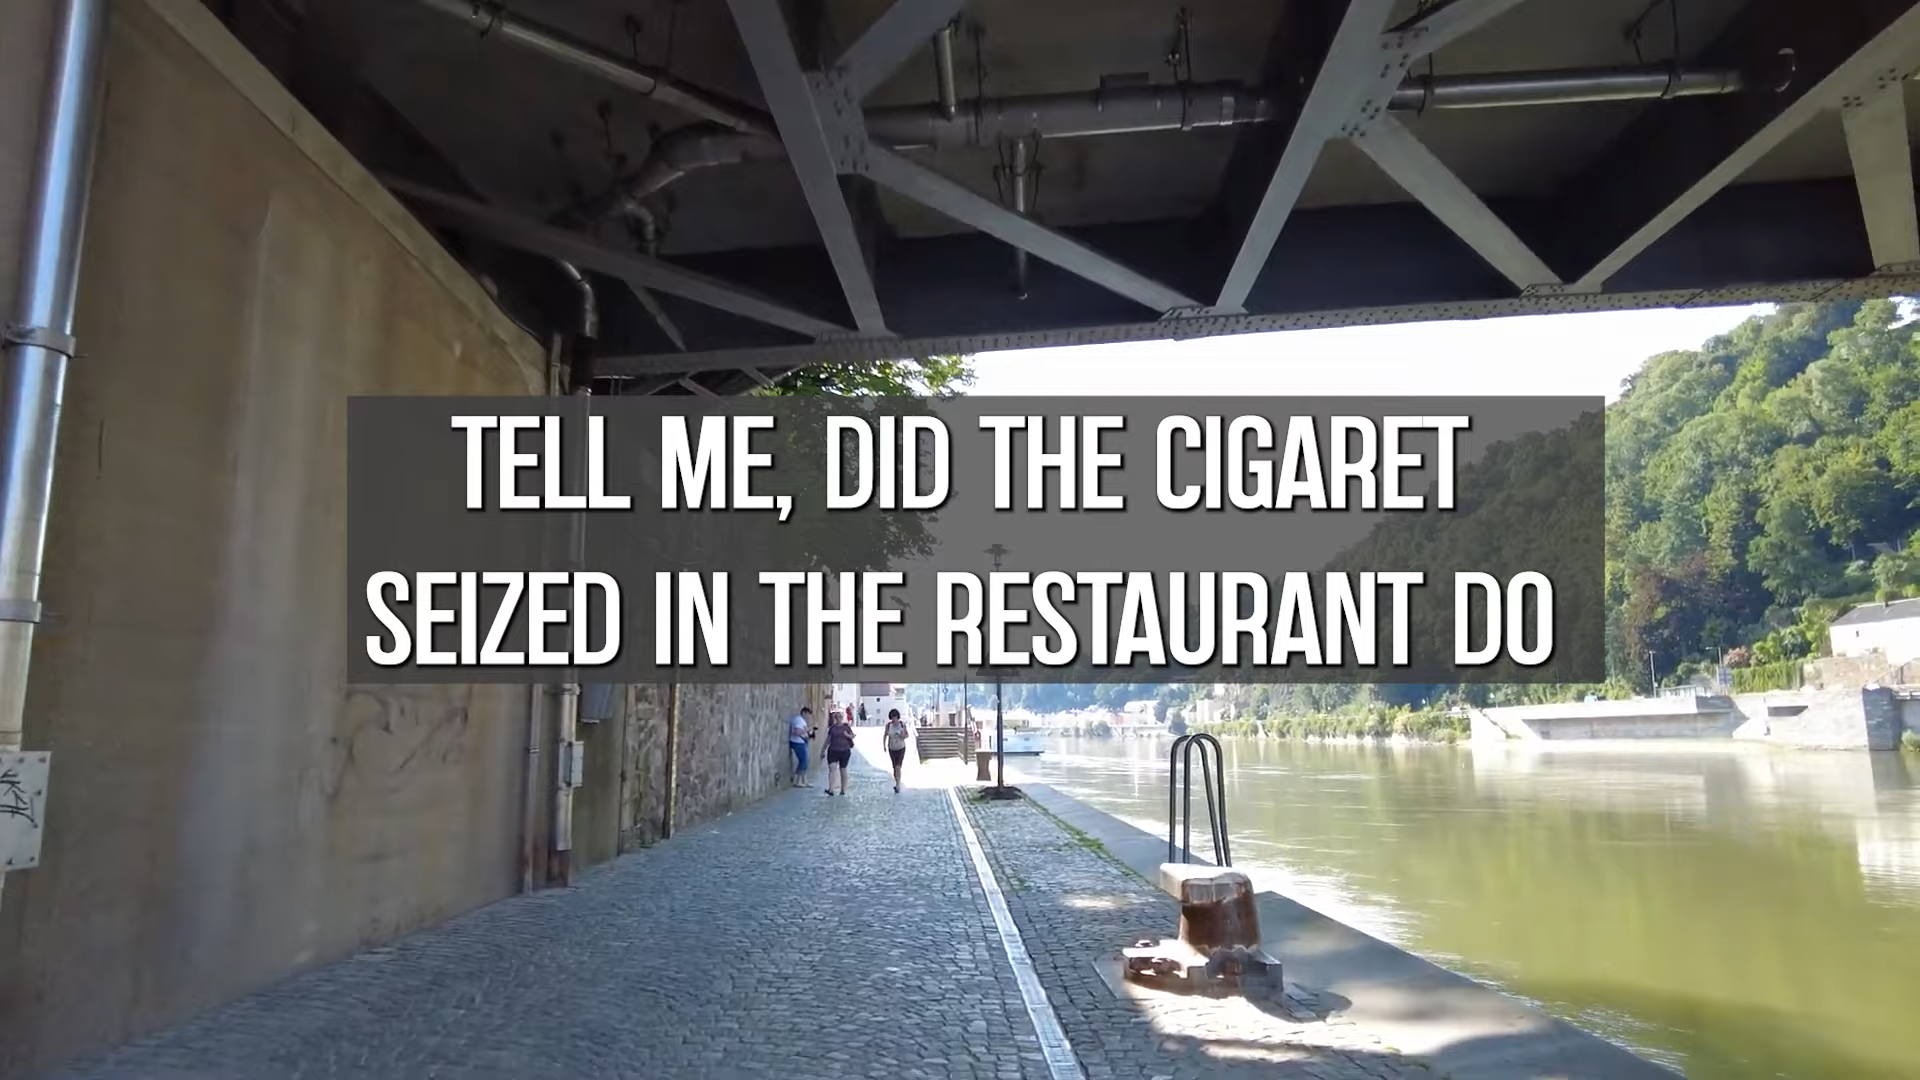 TELL ME, DID THE CIGARET
SEIZED IN THE RESTAURANT DO